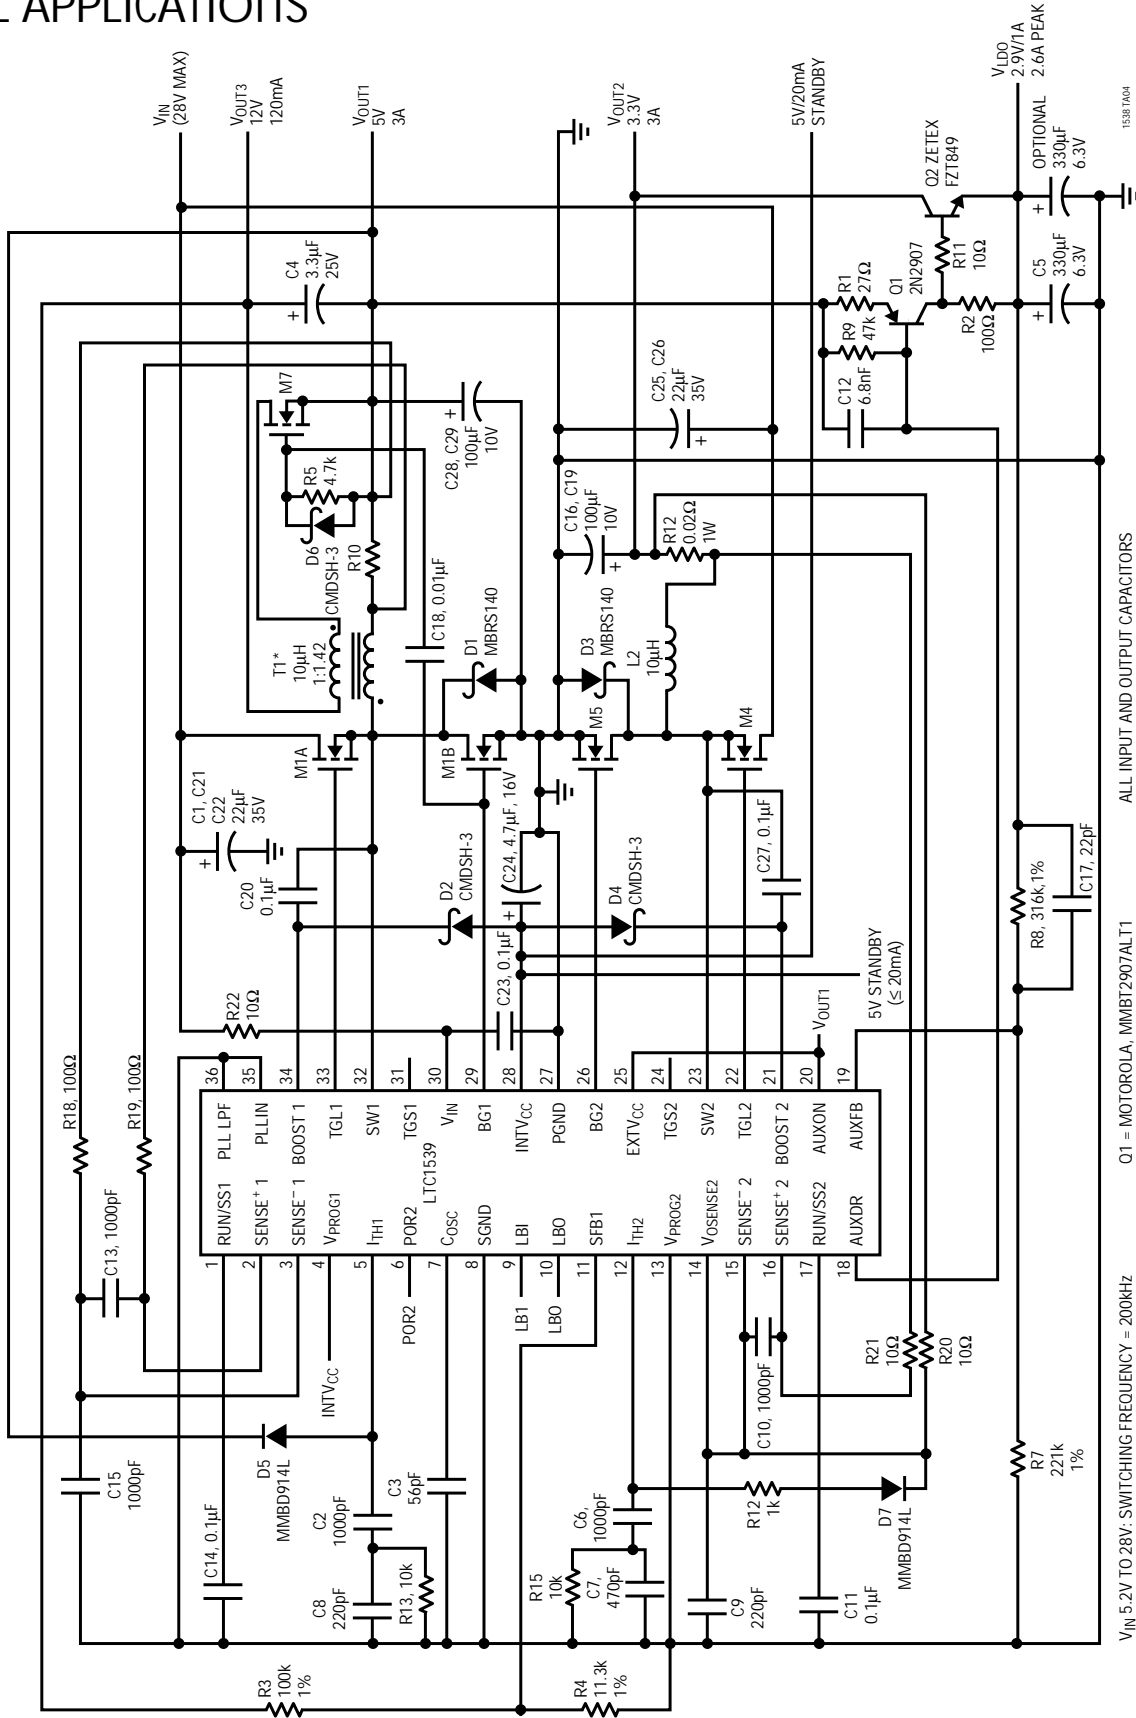 L APPLICATIONS
VIN
(28V MAX)
VOUT3
12V
120mA
VOUT1
5V
3A
VOUT2
3.3V
3A
5V/20mA
STANDBY
VLDO
2.9V/1A
2.6A PEAK
C4
3.3µF
25V
+
M7
R5
4.7k
D6
CMDSH-3
R10
T1*
10µH
1:1.42
C28, C29
100µF
10V
+
C18, 0.01µF
D1
MBRS140
C16, C19
100µF
10V
+
D3
MBRS140
L2
10µH
R12
0.02Ω
1W
C25, C26
22µF
35V
+
Q2 ZETEX
FZT849
R1
27Ω
Q1
2N2907
R11
10Ω
R9
47k
C12
6.8nF
R2
100Ω
C5
330µF
6.3V
+
OPTIONAL
330µF
6.3V
+
1538 TA04
M1A
M1B
M5
M4
C1, C21
C22
22µF
35V
+
C20
0.1µF
D2
CMDSH-3
C24, 4.7µF, 16V
+
D4
CMDSH-3
C27, 0.1µF
C23, 0.1µF
R22
10Ω
5V STANDBY
(≤ 20mA)
VOUT1
R8, 316k,1%
C17, 22pF
R18, 100Ω
R19, 100Ω
C13, 1000pF
36
35
34
33
32
31
30
29
28
27
26
25
24
23
22
21
20
19
PLL LPF
PLLIN
BOOST 1
TGL1
SW1
TGS1
VIN
BG1
INTVCC
PGND
BG2
EXTVCC
TGS2
SW2
TGL2
BOOST 2
AUXON
AUXFB
LTC1539
RUN/SS1
SENSE+ 1
SENSE– 1
VPROG1
ITH1
POR2
COSC
SGND
LBI
LBO
SFB1
ITH2
VPROG2
VOSENSE2
SENSE– 2
SENSE+ 2
RUN/SS2
AUXDR
1
2
3
4
5
6
7
8
9
10
11
12
13
14
15
16
17
18
INTVCC
POR2
LB1
LBO
C15
1000pF
D5
MMBD914L
C14, 0.1µF
C2
1000pF
C8
220pF
R13, 10k
C3
56pF
R15
10k
C6,
1000pF
C7,
470pF
C10, 1000pF
R12
1k
D7
MMBD914L
C9
220pF
C11
0.1µF
R21
10Ω
R20
10Ω
R7
221k
1%
R3
100k
1%
R4
11.3k
1%
VIN 5.2V TO 28V: SWITCHING FREQUENCY = 200kHz
Q1 = MOTOROLA, MMBT2907ALT1
ALL INPUT AND OUTPUT CAPACITORS